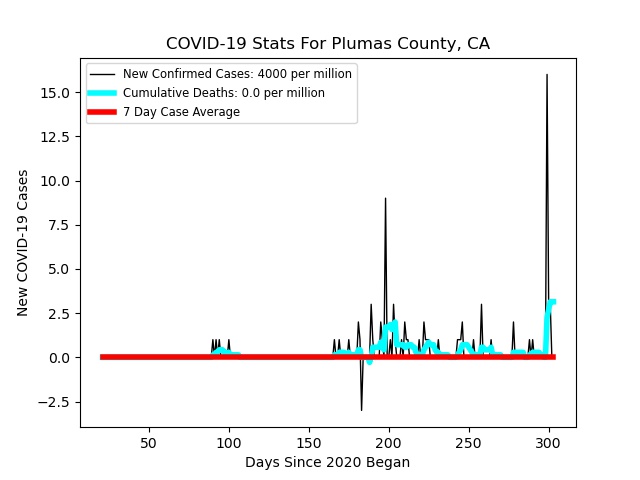 COVID-19 Stats For Plumas County, CA
New Confirmed Cases: 4000 per million
Cumulative Deaths: 0.0 per million
7 Day Case Average
15.0
12.5
10.0
7.5
5.0
2.5
0.0
−2.5
New COVID-19 Cases
50 100 150 200 250 300
Days Since 2020 Began